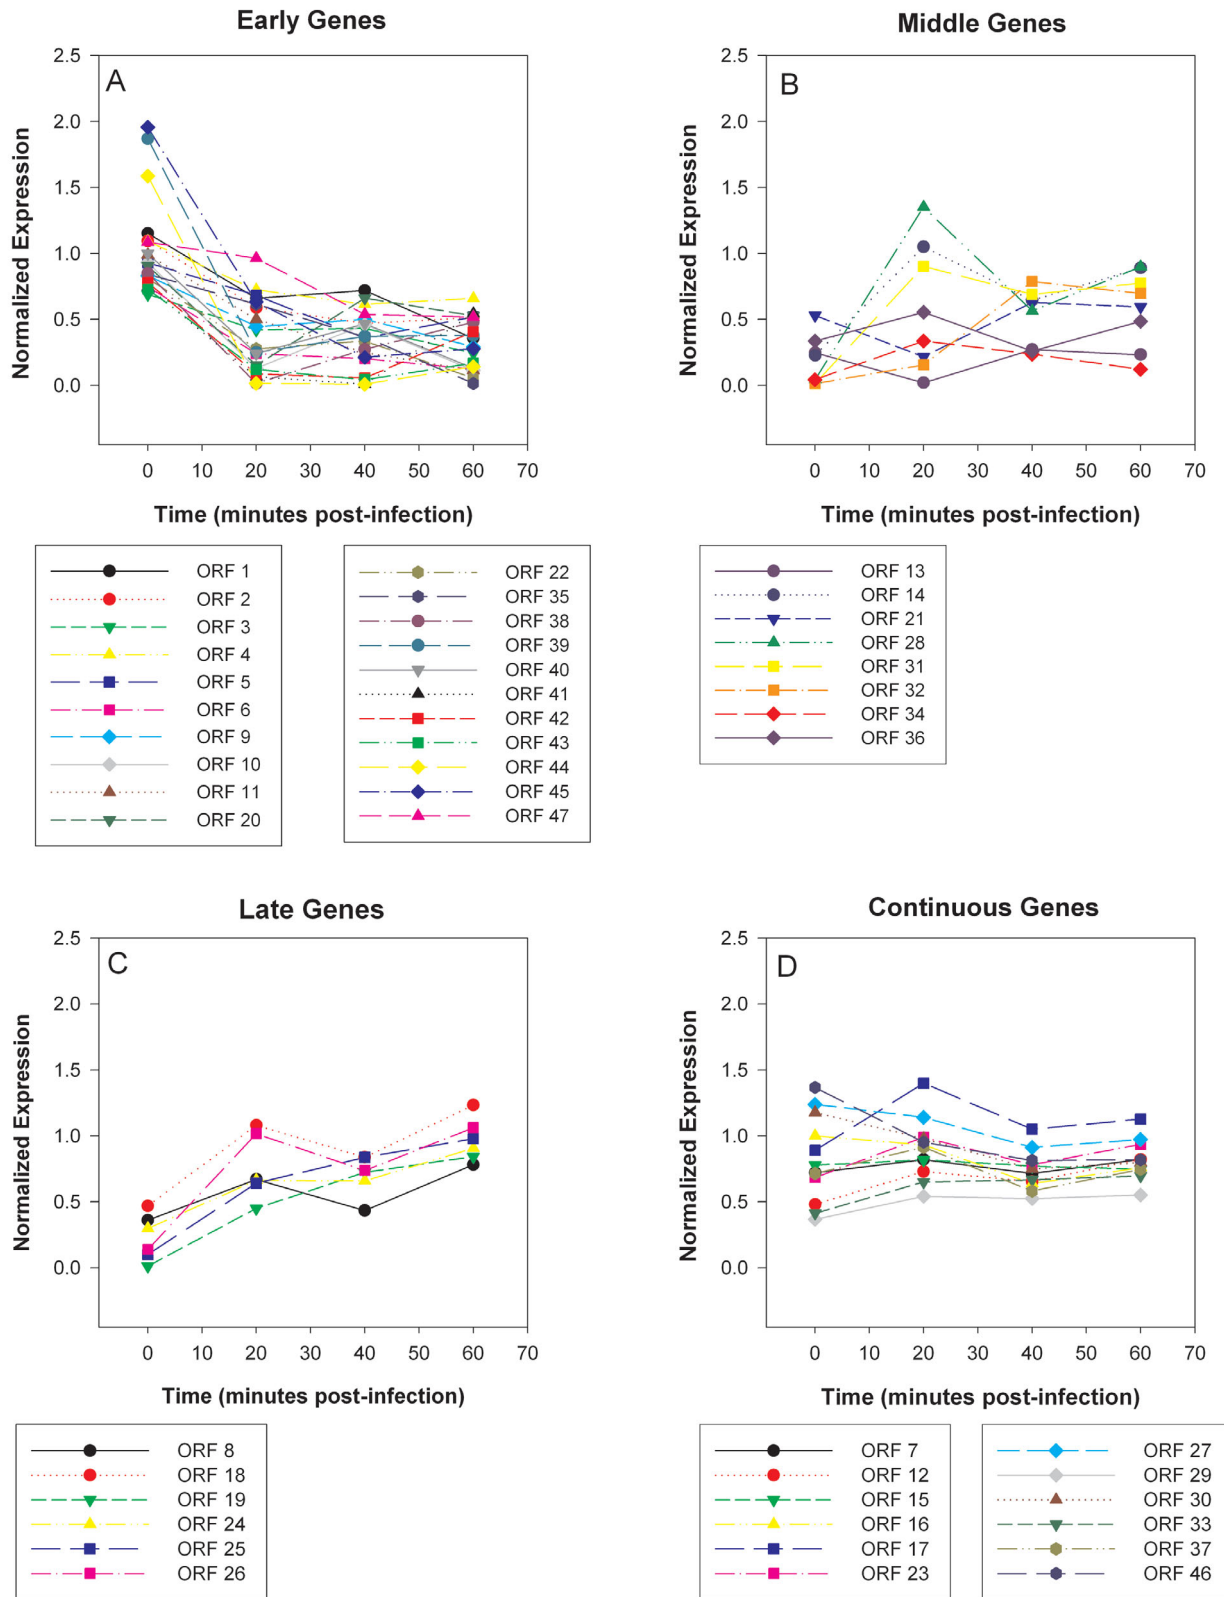 Early Genes
A
Normalized Expression
2.5
2.0
1.5
1.0
0.5
0.0
0 10 20 30 40 50 60 70
Time (minutes post-infection)
ORF 1
ORF 2
ORF 3
ORF 4
ORF 5
ORF 6
ORF 9
ORF 10
ORF 11
ORF 20
ORF 22
ORF 35
ORF 38
ORF 39
ORF 40
ORF 41
ORF 42
ORF 43
ORF 44
ORF 45
ORF 47
Middle Genes
B
Normalized Expression
2.5
2.0
1.5
1.0
0.5
0.0
0 10 20 30 40 50 60 70
Time (minutes post-infection)
ORF 13
ORF 14
ORF 21
ORF 28
ORF 31
ORF 32
ORF 34
ORF 36
Late Genes
C
Normalized Expression
2.5
2.0
1.5
1.0
0.5
0.0
0 10 20 30 40 50 60 70
Time (minutes post-infection)
ORF 8
ORF 18
ORF 19
ORF 24
ORF 25
ORF 26
Continuous Genes
D
Normalized Expression
2.5
2.0
1.5
1.0
0.5
0.0
0 10 20 30 40 50 60 70
Time (minutes post-infection)
ORF 7
ORF 12
ORF 15
ORF 16
ORF 17
ORF 23
ORF 27
ORF 29
ORF 30
ORF 33
ORF 37
ORF 46